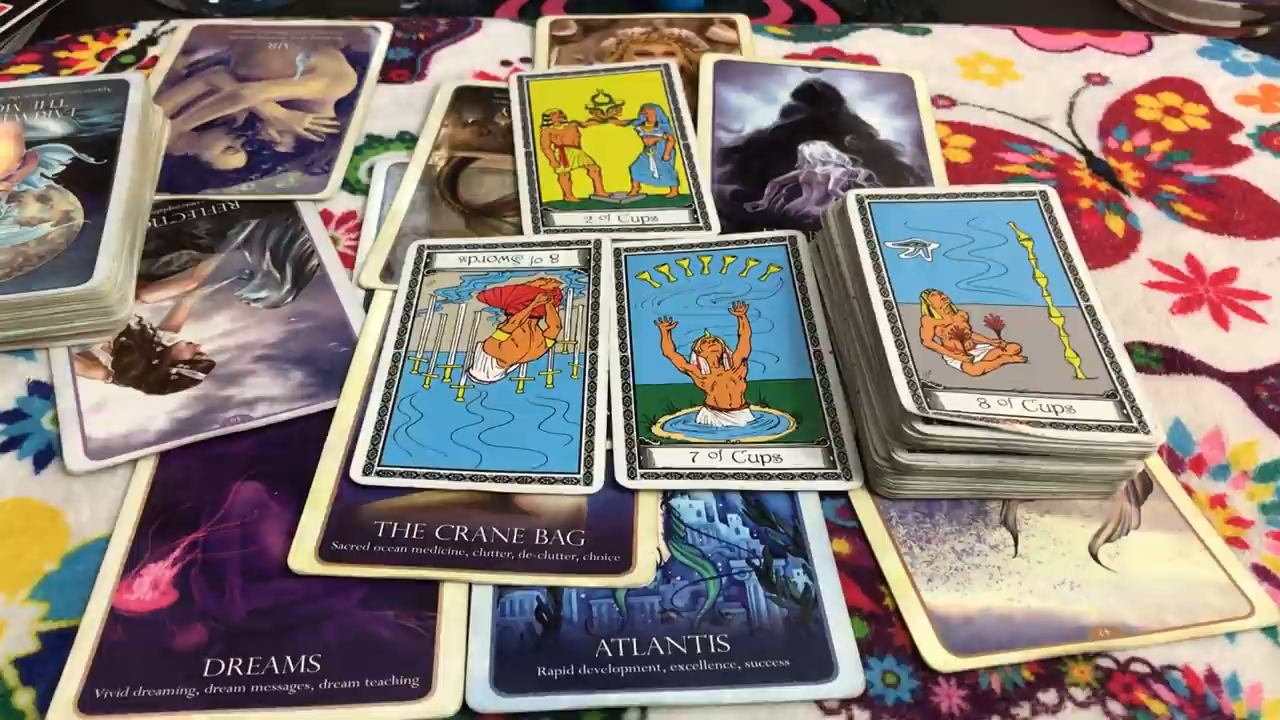 2 of Cups
REFLECTI
8 of Swords
7 of Cups
8 of Cups
THE CRANE BAG
Sacred ocean medicine, clutter, de-clutter, choice
ATLANTIS
Rapid development, excellence, success
DREAMS
Vivid dreaming, dream messages, dream teaching